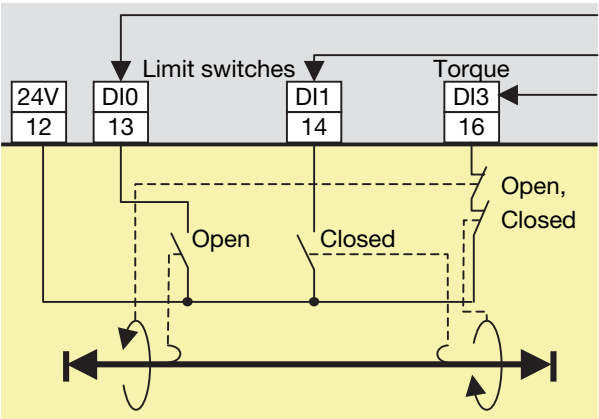 Limit switches Torque
24V DI0 DI1 DI3
12 13 14 16
Open,
Closed
Open Closed